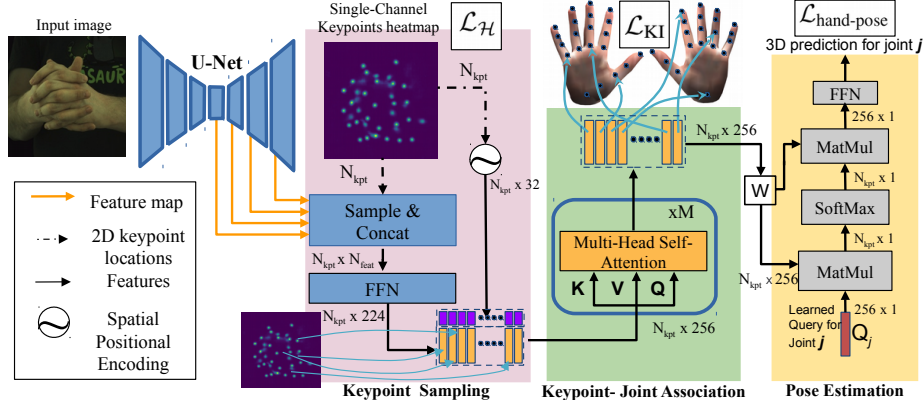 Input image
SAUR
U-Net
Single-Channel
Keypoints heatmap
L_H
N_kpt
N_kpt
N_kpt x 32
Sample &
Concat
N_kpt x N_feat
FFN
N_kpt x 224
Keypoint Sampling
Feature map
2D keypoint
locations
Features
Spatial
Positional
Encoding
L_KI
N_kpt x 256
xM
Multi-Head Self-
Attention
K V Q
N_kpt x 256
Keypoint- Joint Association
L_hand-pose
3D prediction for joint j
FFN
256 x 1
MatMul
N_kpt x 1
W
SoftMax
N_kpt x 1
N_kpt x 256
MatMul
Learned
Query for
Joint j
256 x 1
Q_j
Pose Estimation